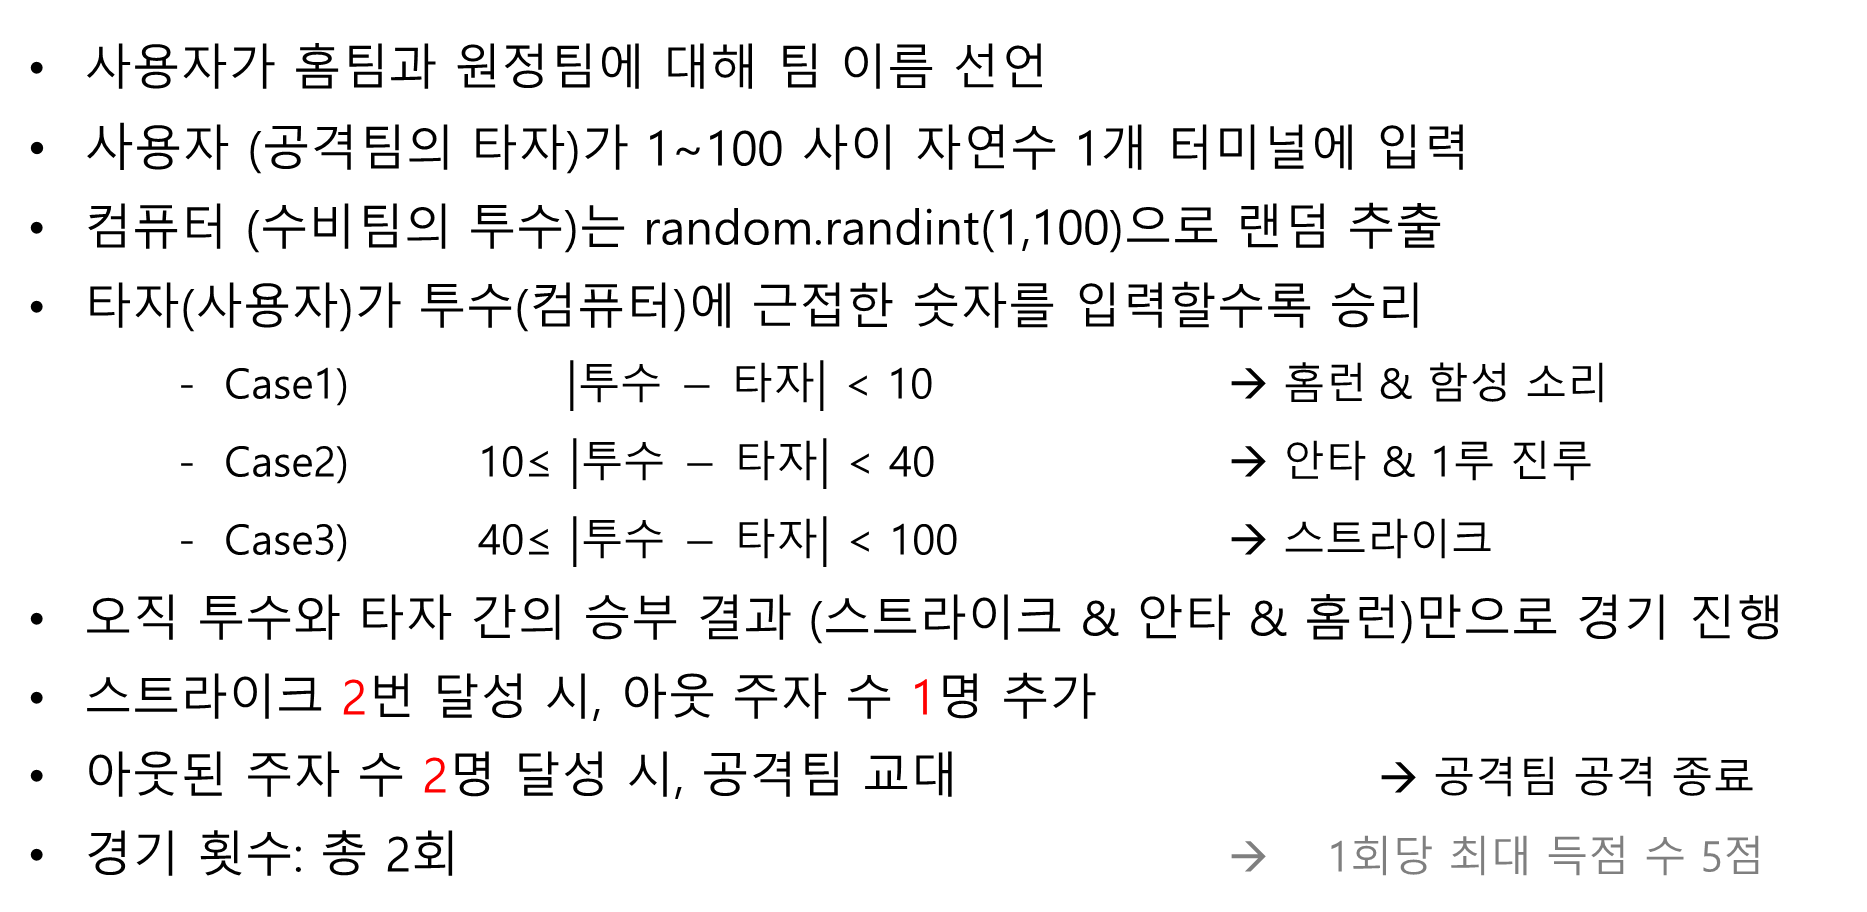 • 사용자가 홈팀과 원정팀에 대해 팀 이름 선언
• 사용자 (공격팀의 타자)가 1~100 사이 자연수 1개 터미널에 입력
• 컴퓨터 (수비팀의 투수)는 random.randint(1,100)으로 랜덤 추출
• 타자(사용자)가 투수(컴퓨터)에 근접한 숫자를 입력할수록 승리
- Case1) |투수 – 타자| < 10 → 홈런 & 함성 소리
- Case2) 10≤ |투수 – 타자| < 40 → 안타 & 1루 진루
- Case3) 40≤ |투수 – 타자| < 100 → 스트라이크
• 오직 투수와 타자 간의 승부 결과 (스트라이크 & 안타 & 홈런)만으로 경기 진행
• 스트라이크 2번 달성 시, 아웃 주자 수 1명 추가
• 아웃된 주자 수 2명 달성 시, 공격팀 교대 → 공격팀 공격 종료
• 경기 횟수: 총 2회 → 1회당 최대 득점 수 5점